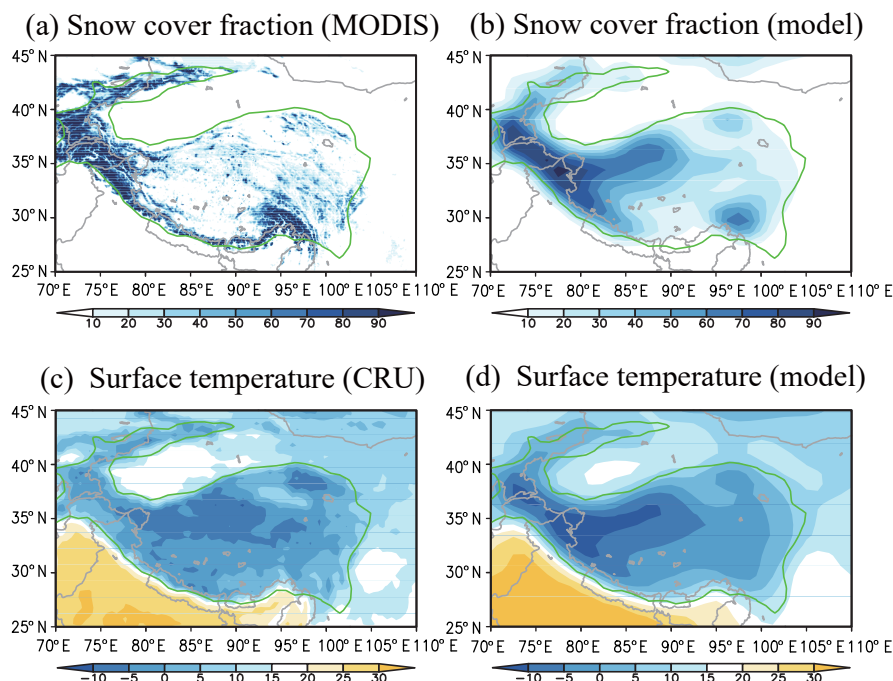 (a) Snow cover fraction (MODIS)
(b) Snow cover fraction (model)
45° N
40° N
35° N
30° N
25° N
70° E 75° E 80° E 85° E 90° E 95° E 100° E 105° E 110° E
10 20 30 40 50 60 70 80 90
45° N
40° N
35° N
30° N
25° N
70° E 75° E 80° E 85° E 90° E 95° E 100° E 105° E 110° E
10 20 30 40 50 60 70 80 90
(c) Surface temperature (CRU)
(d) Surface temperature (model)
45° N
40° N
35° N
30° N
25° N
70° E 75° E 80° E 85° E 90° E 95° E 100° E 105° E 110° E
−10 −5 0 5 10 15 20 25 30
45° N
40° N
35° N
30° N
25° N
70° E 75° E 80° E 85° E 90° E 95° E 100° E 105° E 110° E
−10 −5 0 5 10 15 20 25 30